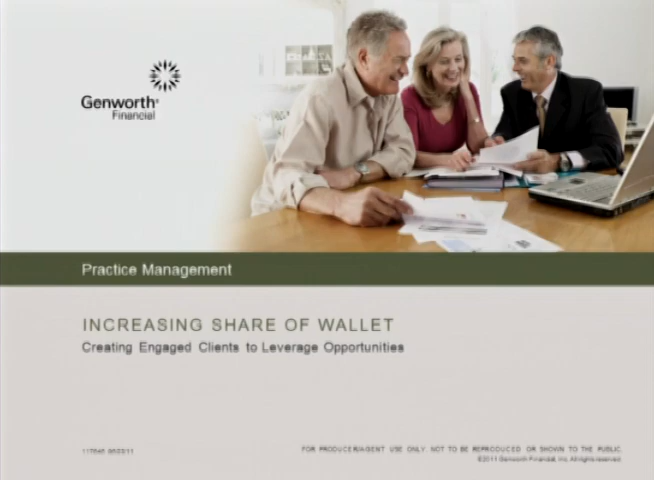 Genworth
Financial
Practice Management
INCREASING SHARE OF WALLET
Creating Engaged Clients to Leverage Opportunities
FOR PRODUCER/AGENT USE ONLY. NOT TO BE REPRODUCED OR SHOWN TO THE PUBLIC.
©2011 Genworth Financial, Inc. All rights reserved.